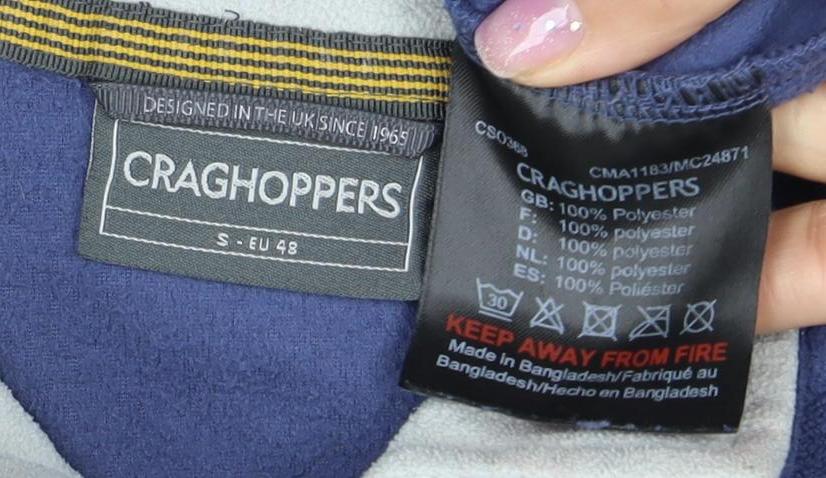 DESIGNED IN THE UK SINCE 1965
CRAGHOPPERS
S - EU 48
CSO368
CMA1183/MC24871
CRAGHOPPERS
GB: 100% Polyester
F: 100% Polyester
D: 100% polyester
NL: 100% polyester
ES: 100% Poliéster
30
KEEP AWAY FROM FIRE
Made in Bangladesh/Fabriqué au
Bangladesh/Hecho en Bangladesh